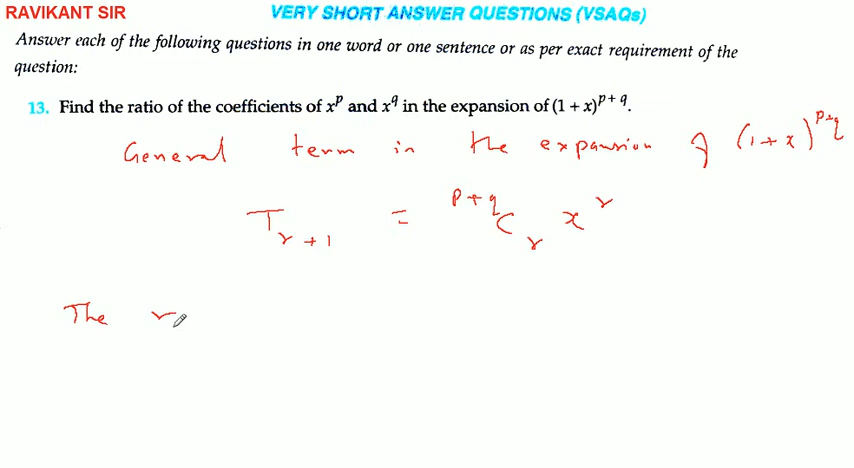 RAVIKANT SIR VERY SHORT ANSWER QUESTIONS (VSAQs)
Answer each of the following questions in one word or one sentence or as per exact requirement of the
question:
13. Find the ratio of the coefficients of x^p and x^q in the expansion of (1 + x)^{p + q}.
General term in the expansion of (1+x)^{p+q}
T_{r+1} = ^{p+q}C_r x^r
The r